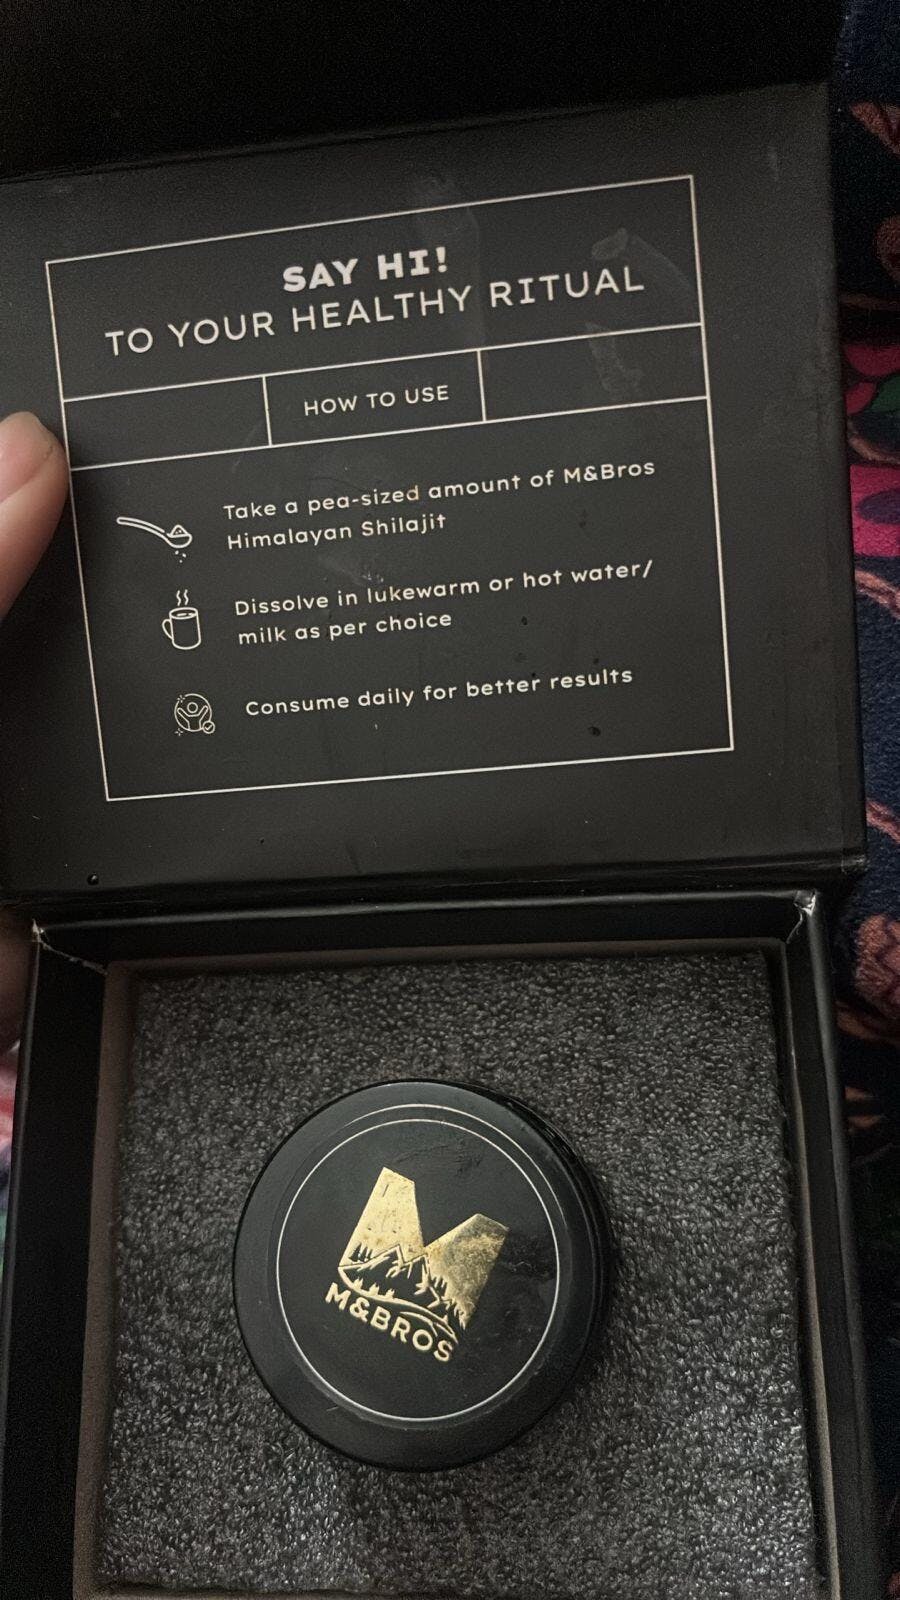 SAY HI!
TO YOUR HEALTHY RITUAL
HOW TO USE
Take a pea-sized amount of M&Bros
Himalayan Shilajit
Dissolve in lukewarm or hot water/
milk as per choice
Consume daily for better results
M&BROS